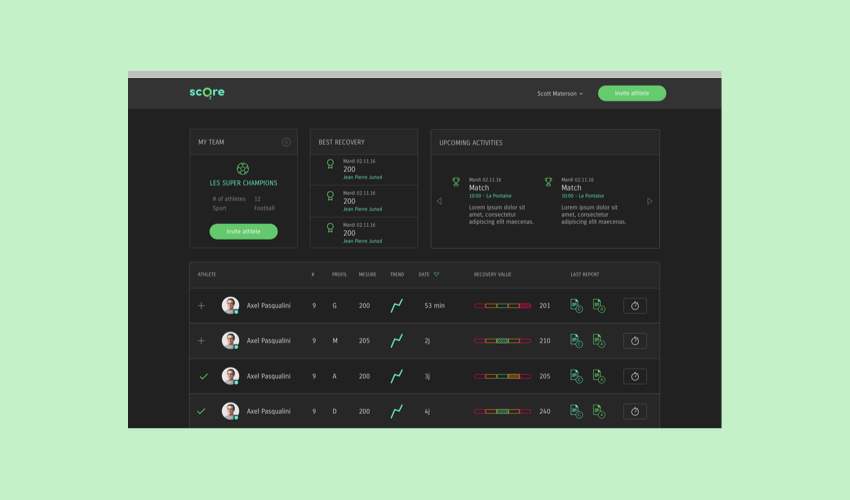 score
Scott Materson
Invite athlete
MY TEAM
LES SUPER CHAMPIONS
# of athletes 12
Sport Football
Invite athlete
BEST RECOVERY
Mardi 02.11.16
200
Jean Pierre Junod
Mardi 02.11.16
200
Jean Pierre Junod
Mardi 02.11.16
200
Jean Pierre Junod
UPCOMING ACTIVITIES
Mardi 02.11.16
Match
10:00 - La Pontaise
Lorem ipsum dolor sit
amet, consectetur
adipiscing elit maecenas.
Mardi 02.11.16
Match
10:00 - La Pontaise
Lorem ipsum dolor sit
amet, consectetur
adipiscing elit maecenas.
ATHLETE # PROFIL MESURE TREND DATE RECOVERY VALUE LAST REPORT
Axel Pasqualini 9 G 200 53 min 201 C A
Axel Pasqualini 9 M 205 2j 210 C A
Axel Pasqualini 9 A 200 3j 205 C A
Axel Pasqualini 9 D 200 4j 240 C A